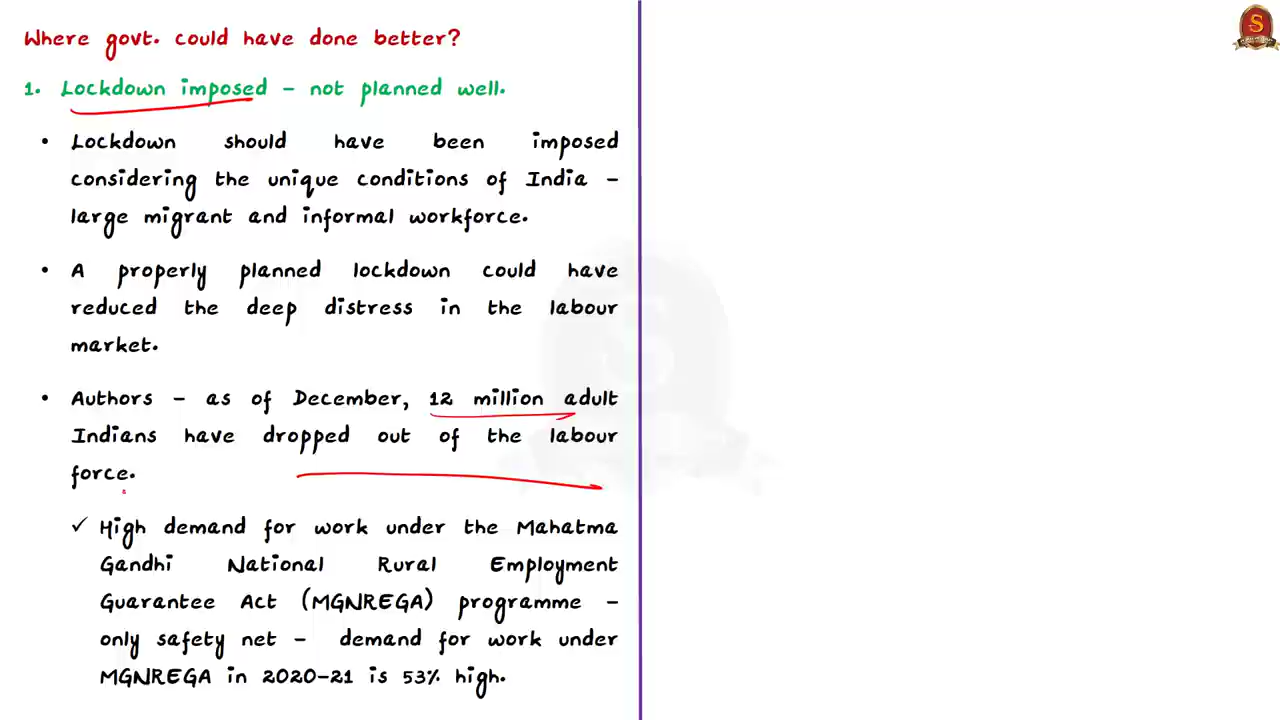 Where govt. could have done better?
1. Lockdown imposed - not planned well.
• Lockdown should have been imposed
considering the unique conditions of India -
large migrant and informal workforce.
• A properly planned lockdown could have
reduced the deep distress in the labour
market.
• Authors - as of December, 12 million adult
Indians have dropped out of the labour
force.
✓ High demand for work under the Mahatma
Gandhi National Rural Employment
Guarantee Act (MGNREGA) programme -
only safety net - demand for work under
MGNREGA in 2020-21 is 53% high.
S